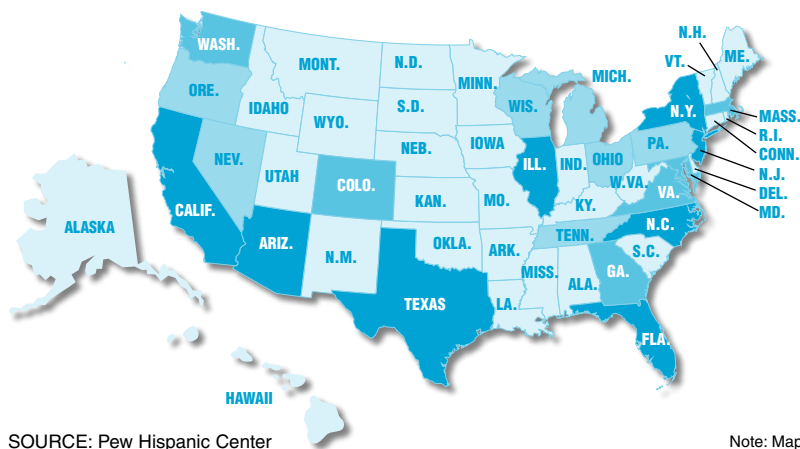 N.H.
VT.
ME.
WASH.
MONT.
N.D.
MINN.
MICH.
ORE.
IDAHO
S.D.
WIS.
N.Y.
MASS.
WYO.
R.I.
IOWA
PA.
CONN.
NEB.
NEV.
ILL.
IND.
OHIO
N.J.
UTAH
COLO.
W.VA.
VA.
DEL.
KAN.
MO.
KY.
MD.
CALIF.
N.C.
ALASKA
ARIZ.
N.M.
OKLA.
ARK.
TENN.
S.C.
MISS.
ALA.
GA.
TEXAS
LA.
FLA.
HAWAII
SOURCE: Pew Hispanic Center
Note: Map